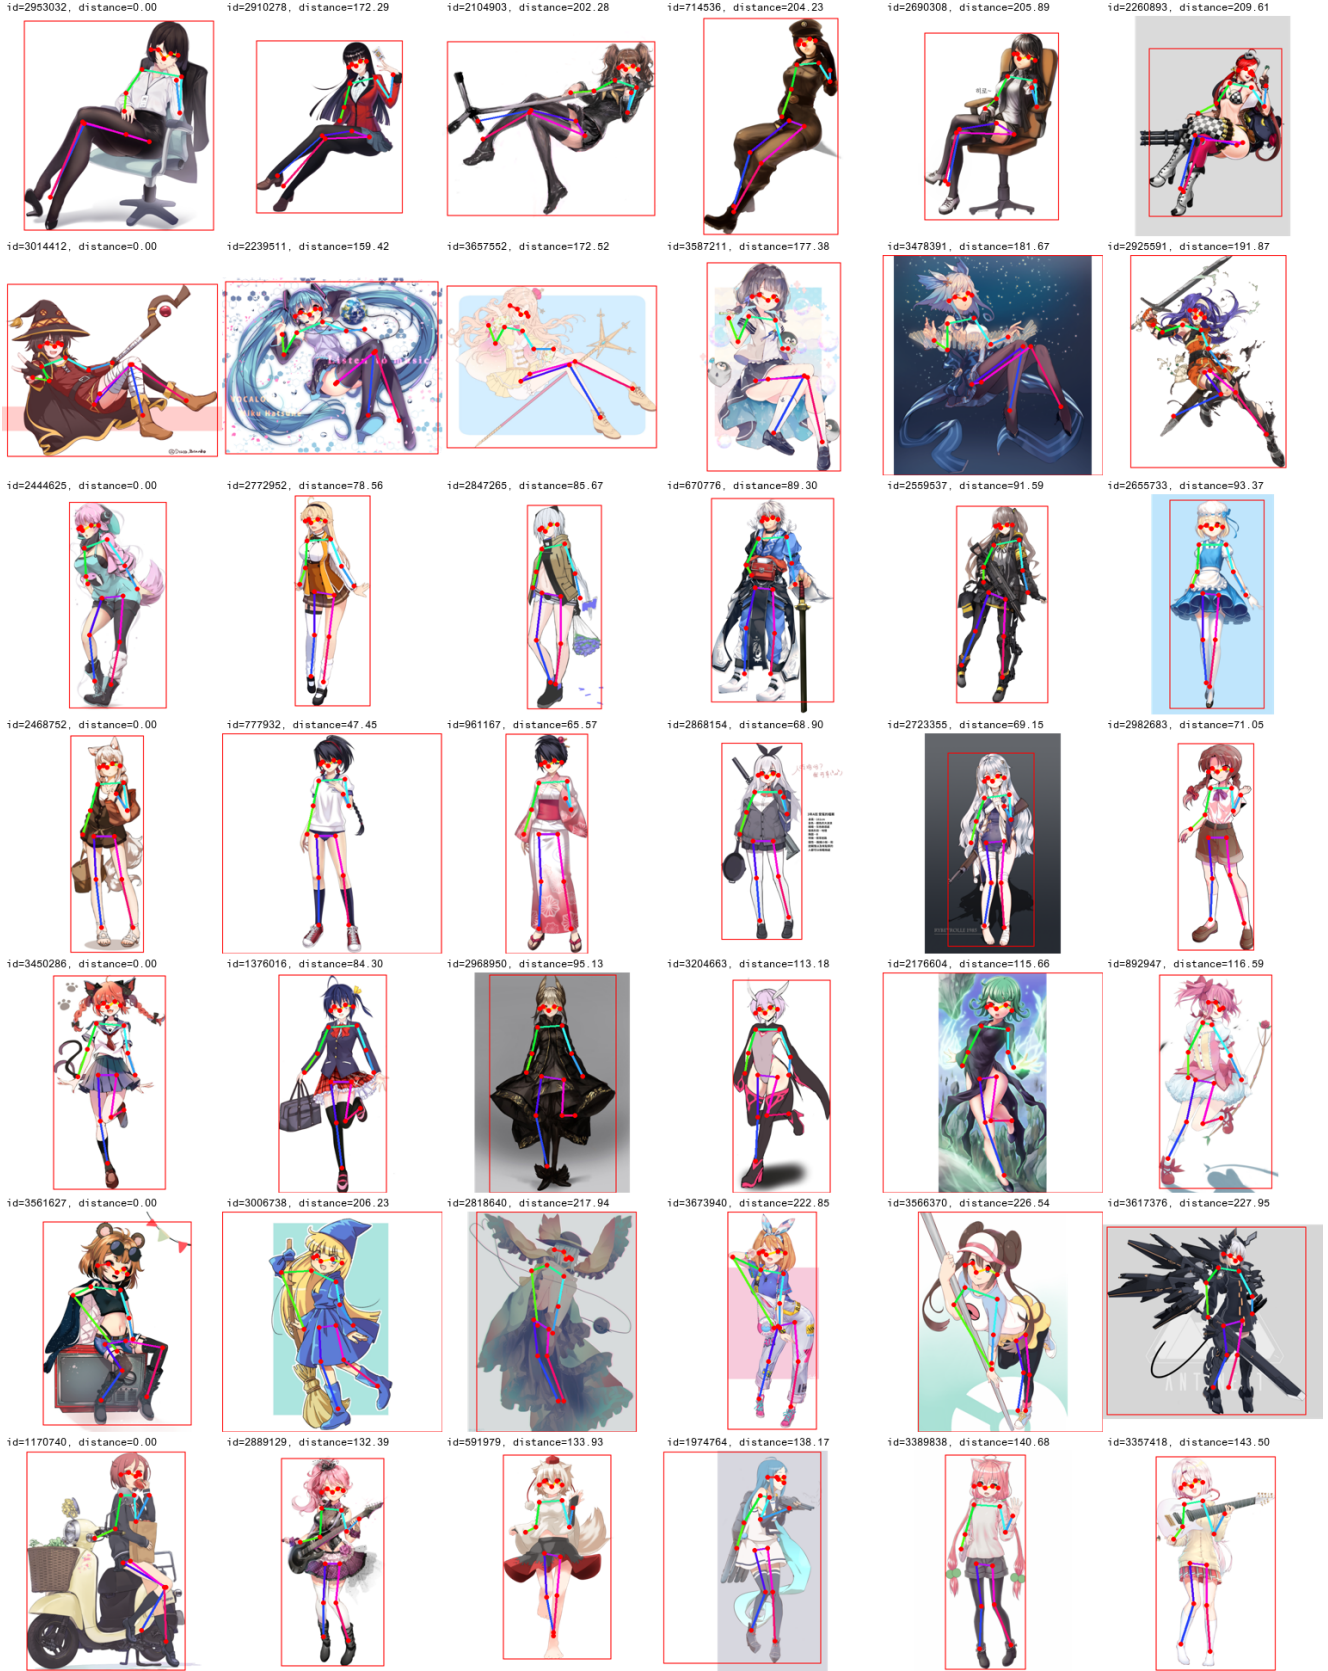 id=2953032, distance=0.00
id=2910278, distance=172.29
id=2104903, distance=202.28
id=714536, distance=204.23
id=2690308, distance=205.89
id=2260893, distance=209.61
id=3014412, distance=0.00
id=2239511, distance=159.42
id=3657552, distance=172.52
id=3587211, distance=177.38
id=3478391, distance=181.67
id=2925591, distance=191.87
Listen to music!
VOCALO
Miku Hatsune
id=2444625, distance=0.00
id=2772952, distance=78.56
id=2847265, distance=85.67
id=670776, distance=89.30
id=2559537, distance=91.59
id=2655733, distance=93.37
id=2468752, distance=0.00
id=777932, distance=47.45
id=961167, distance=65.57
id=2868154, distance=68.90
id=2723355, distance=69.15
id=2982683, distance=71.05
id=3450286, distance=0.00
id=1376016, distance=84.30
id=2968950, distance=95.13
id=3204663, distance=113.18
id=2176604, distance=115.66
id=892947, distance=116.59
id=3561627, distance=0.00
id=3006738, distance=206.23
id=2818640, distance=217.94
id=3673940, distance=222.85
id=3566370, distance=226.54
id=3617376, distance=227.95
id=1170740, distance=0.00
id=2889129, distance=132.39
id=591979, distance=133.93
id=1974764, distance=138.17
id=3389838, distance=140.68
id=3357418, distance=143.50